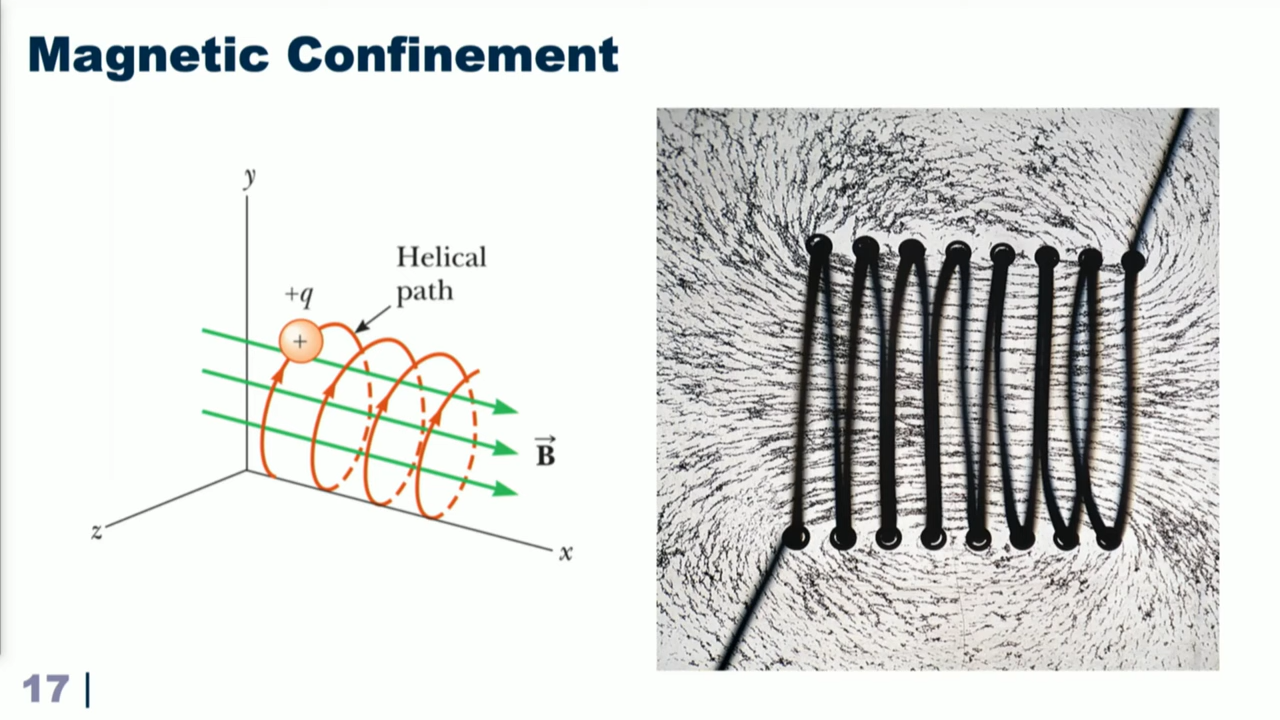 Magnetic Confinement
y
Helical
path
+q
+
B
z
x
17 |